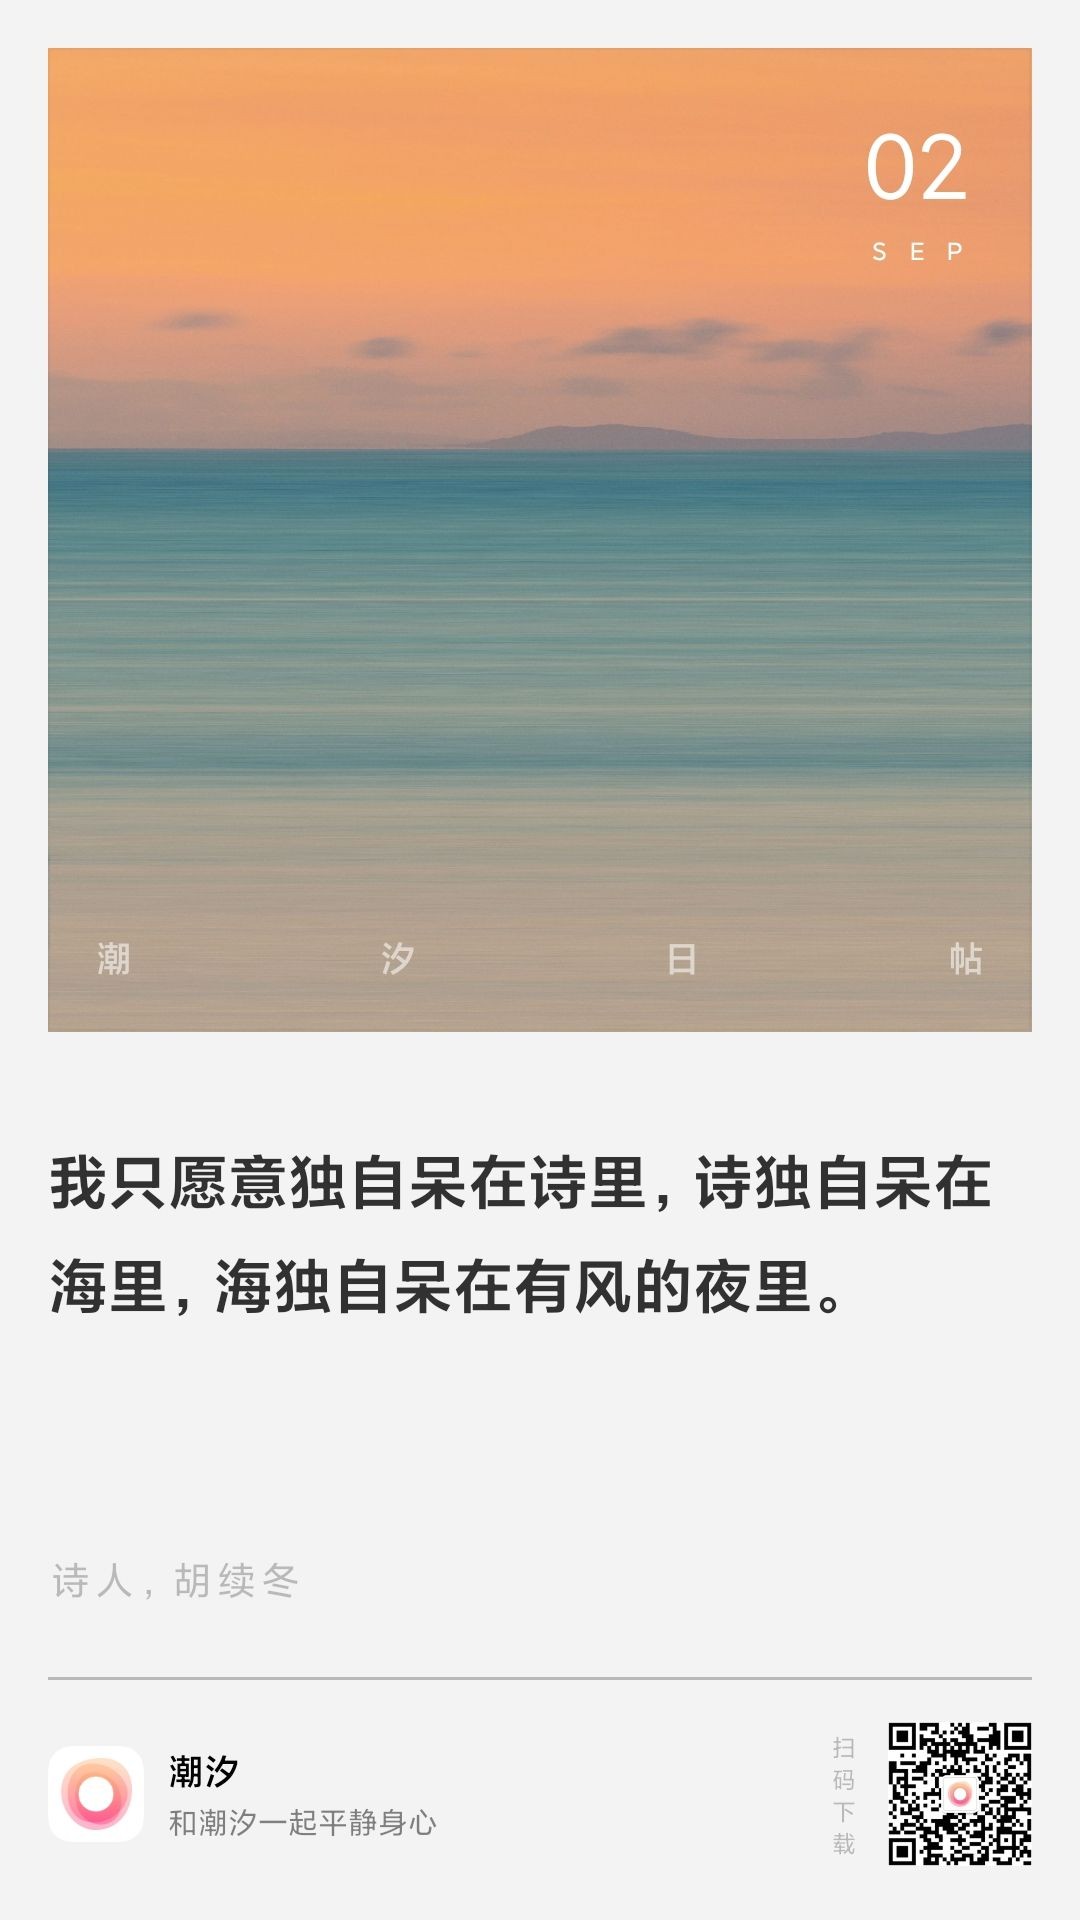 02
SEP
潮汐日帖
我只愿意独自呆在诗里，诗独自呆在
海里，海独自呆在有风的夜里。
诗人，胡续冬
潮汐
和潮汐一起平静身心
扫码下载